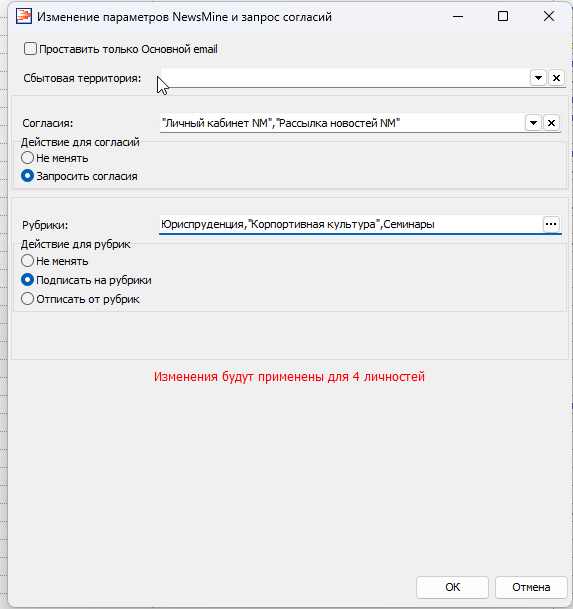 Изменение параметров NewsMine и запрос согласий
Проставить только Основной email
Сбытовая территория:
Согласия: "Личный кабинет NM","Рассылка новостей NM"
Действие для согласий
Не менять
Запросить согласия
Рубрики: Юриспруденция,"Корпортивная культура",Семинары
Действие для рубрик
Не менять
Подписать на рубрики
Отписать от рубрик
Изменения будут применены для 4 личностей
ОК Отмена